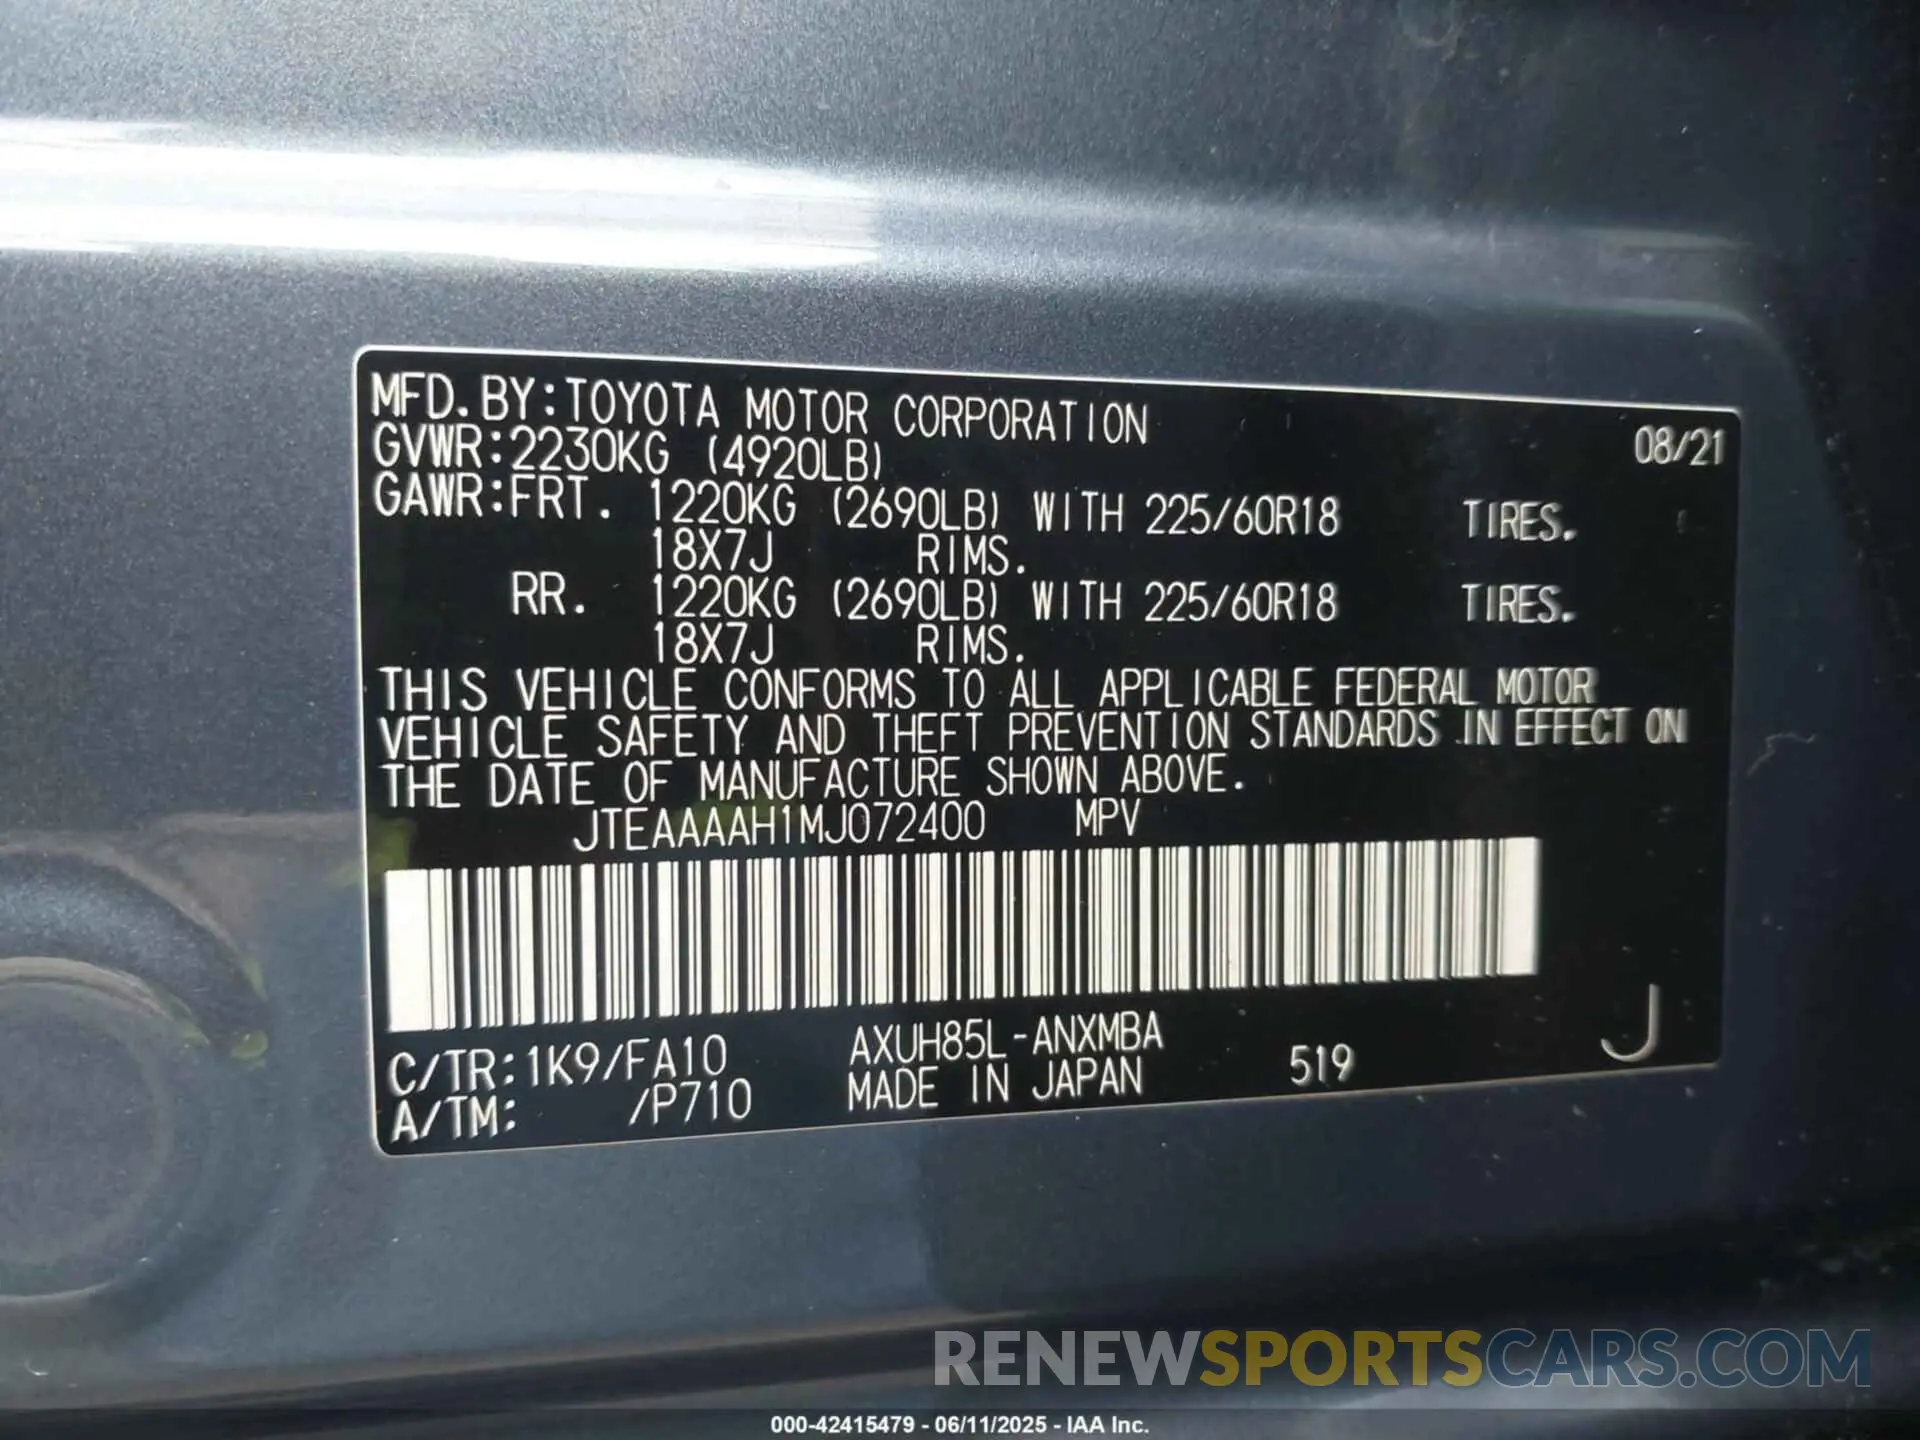 MFD. BY: TOYOTA MOTOR CORPORATION 08/21
GVWR: 2230KG (4920LB)
GAWR: FRT. 1220KG (2690LB) WITH 225/60R18 TIRES.
18X7J RIMS.
RR. 1220KG (2690LB) WITH 225/60R18 TIRES.
18X7J RIMS.
THIS VEHICLE CONFORMS TO ALL APPLICABLE FEDERAL MOTOR
VEHICLE SAFETY AND THEFT PREVENTION STANDARDS IN EFFECT ON
THE DATE OF MANUFACTURE SHOWN ABOVE.
JTEAAAAH1MJ072400 MPV
C/TR: 1K9/FA10 AXUH85L-ANXMBA
A/TM: /P710 MADE IN JAPAN 519 J
RENEWSPORTSCARS.COM
000-42415479 - 06/11/2025 - IAA Inc.